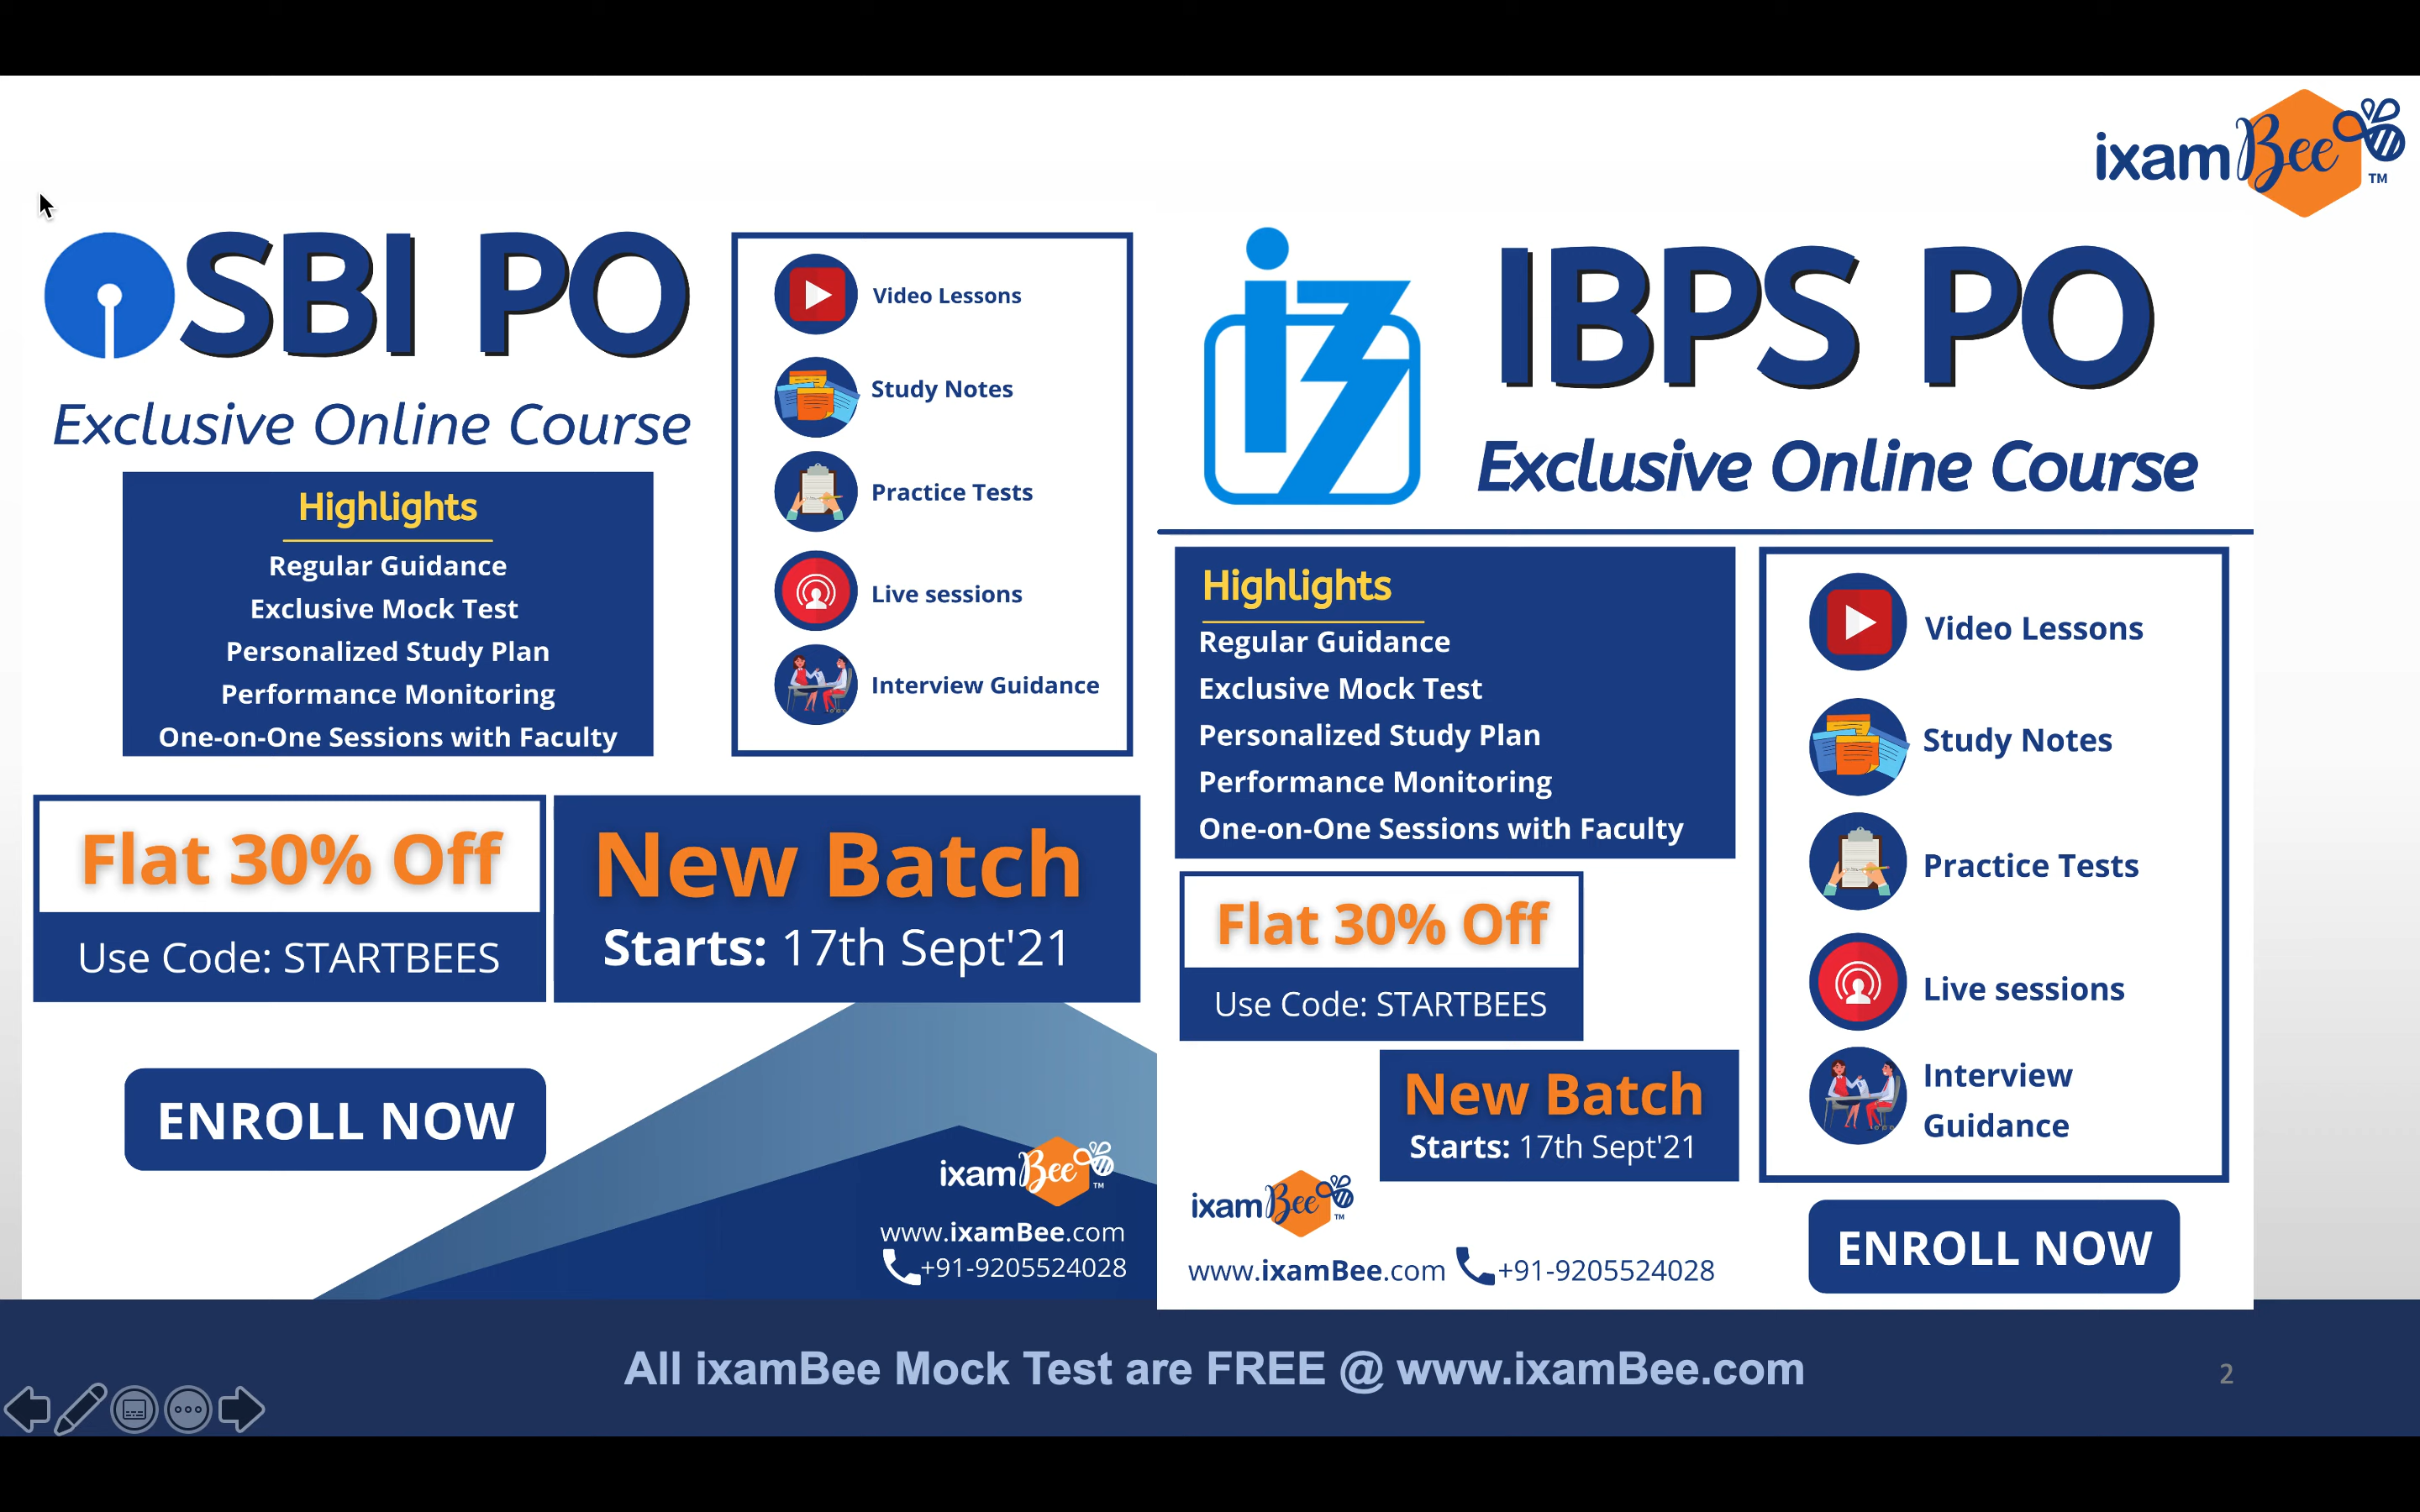 ixamBee TM
SBI PO
Exclusive Online Course
Highlights
Regular Guidance
Exclusive Mock Test
Personalized Study Plan
Performance Monitoring
One-on-One Sessions with Faculty
Video Lessons
Study Notes
Practice Tests
Live sessions
Interview Guidance
Flat 30% Off
Use Code: STARTBEES
New Batch
Starts: 17th Sept'21
ENROLL NOW
ixamBee TM
www.ixamBee.com
+91-9205524028
IBPS PO
Exclusive Online Course
Highlights
Regular Guidance
Exclusive Mock Test
Personalized Study Plan
Performance Monitoring
One-on-One Sessions with Faculty
Flat 30% Off
Use Code: STARTBEES
New Batch
Starts: 17th Sept'21
ixamBee TM
www.ixamBee.com +91-9205524028
Video Lessons
Study Notes
Practice Tests
Live sessions
Interview
Guidance
ENROLL NOW
All ixamBee Mock Test are FREE @ www.ixamBee.com
2